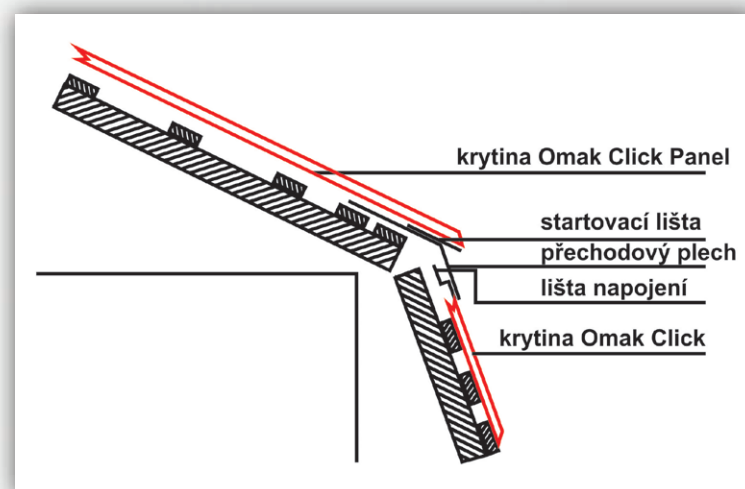 krytina Omak Click Panel
startovací lišta
přechodový plech
lišta napojení
krytina Omak Click